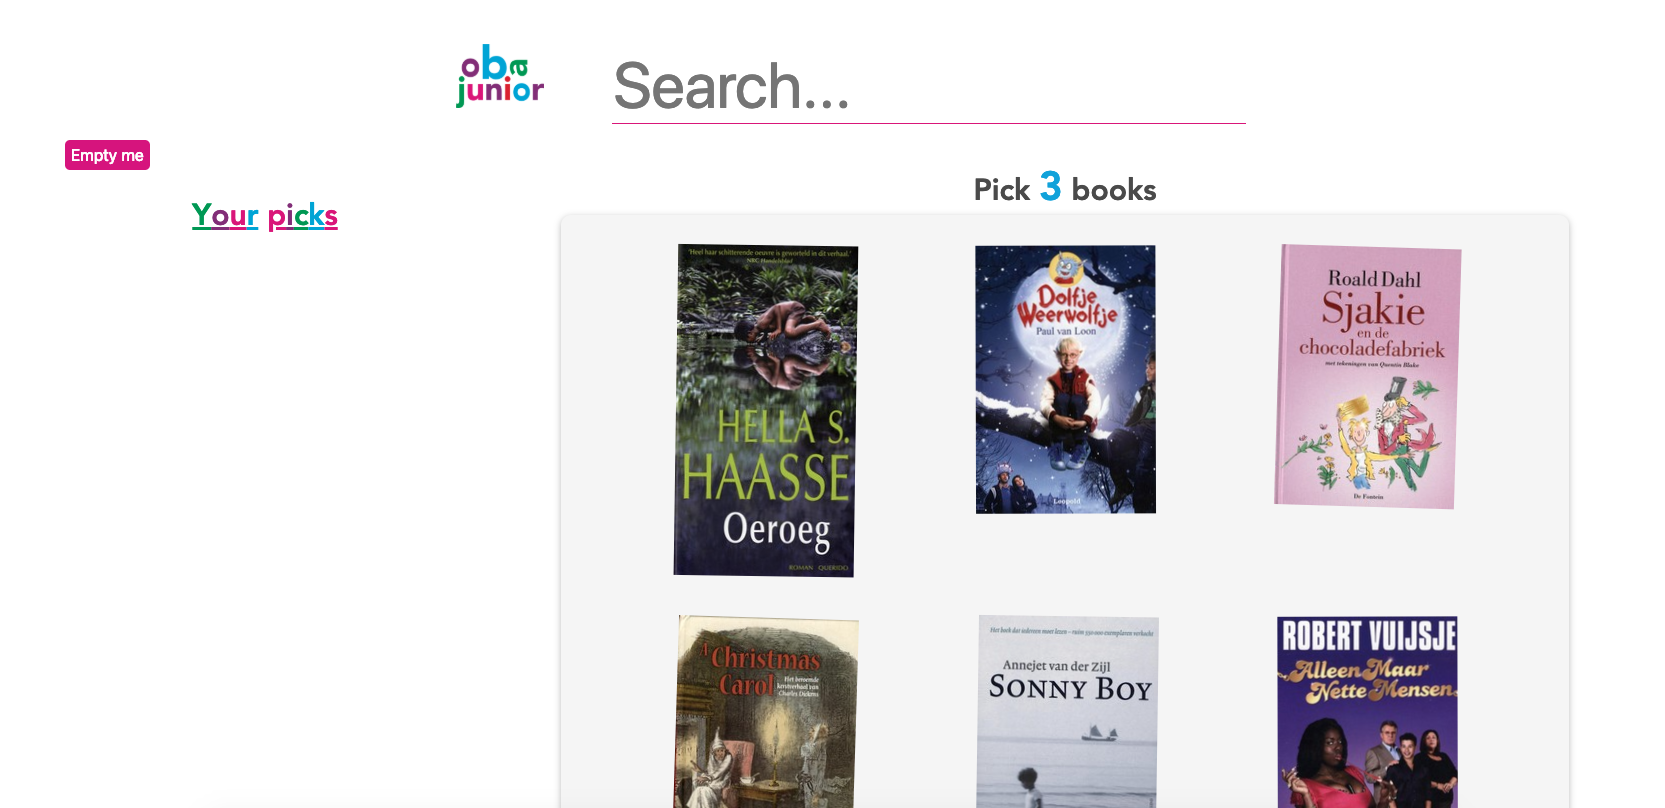 oba
junior
Search...
Empty me
Your picks
Pick 3 books
'Heel haar schitterende oeuvre is geworteld in dit verhaal.'
NRC Handelsblad
HELLA S.
HAASSE
Oeroeg
ROMAN QUERIDO
Dolfje
Weerwolfje
Paul van Loon
Leopold
Roald Dahl
Sjakie
en de
chocoladefabriek
met tekeningen van Quentin Blake
De Fontein
A Christmas
Carol
Het beroemde
kerstverhaal van
Charles Dickens
Het boek dat iedereen moet lezen – ruim 350.000 exemplaren verkocht
Annejet van der Zijl
SONNY BOY
ROBERT VUIJSJE
Alleen Maar
Nette Mensen